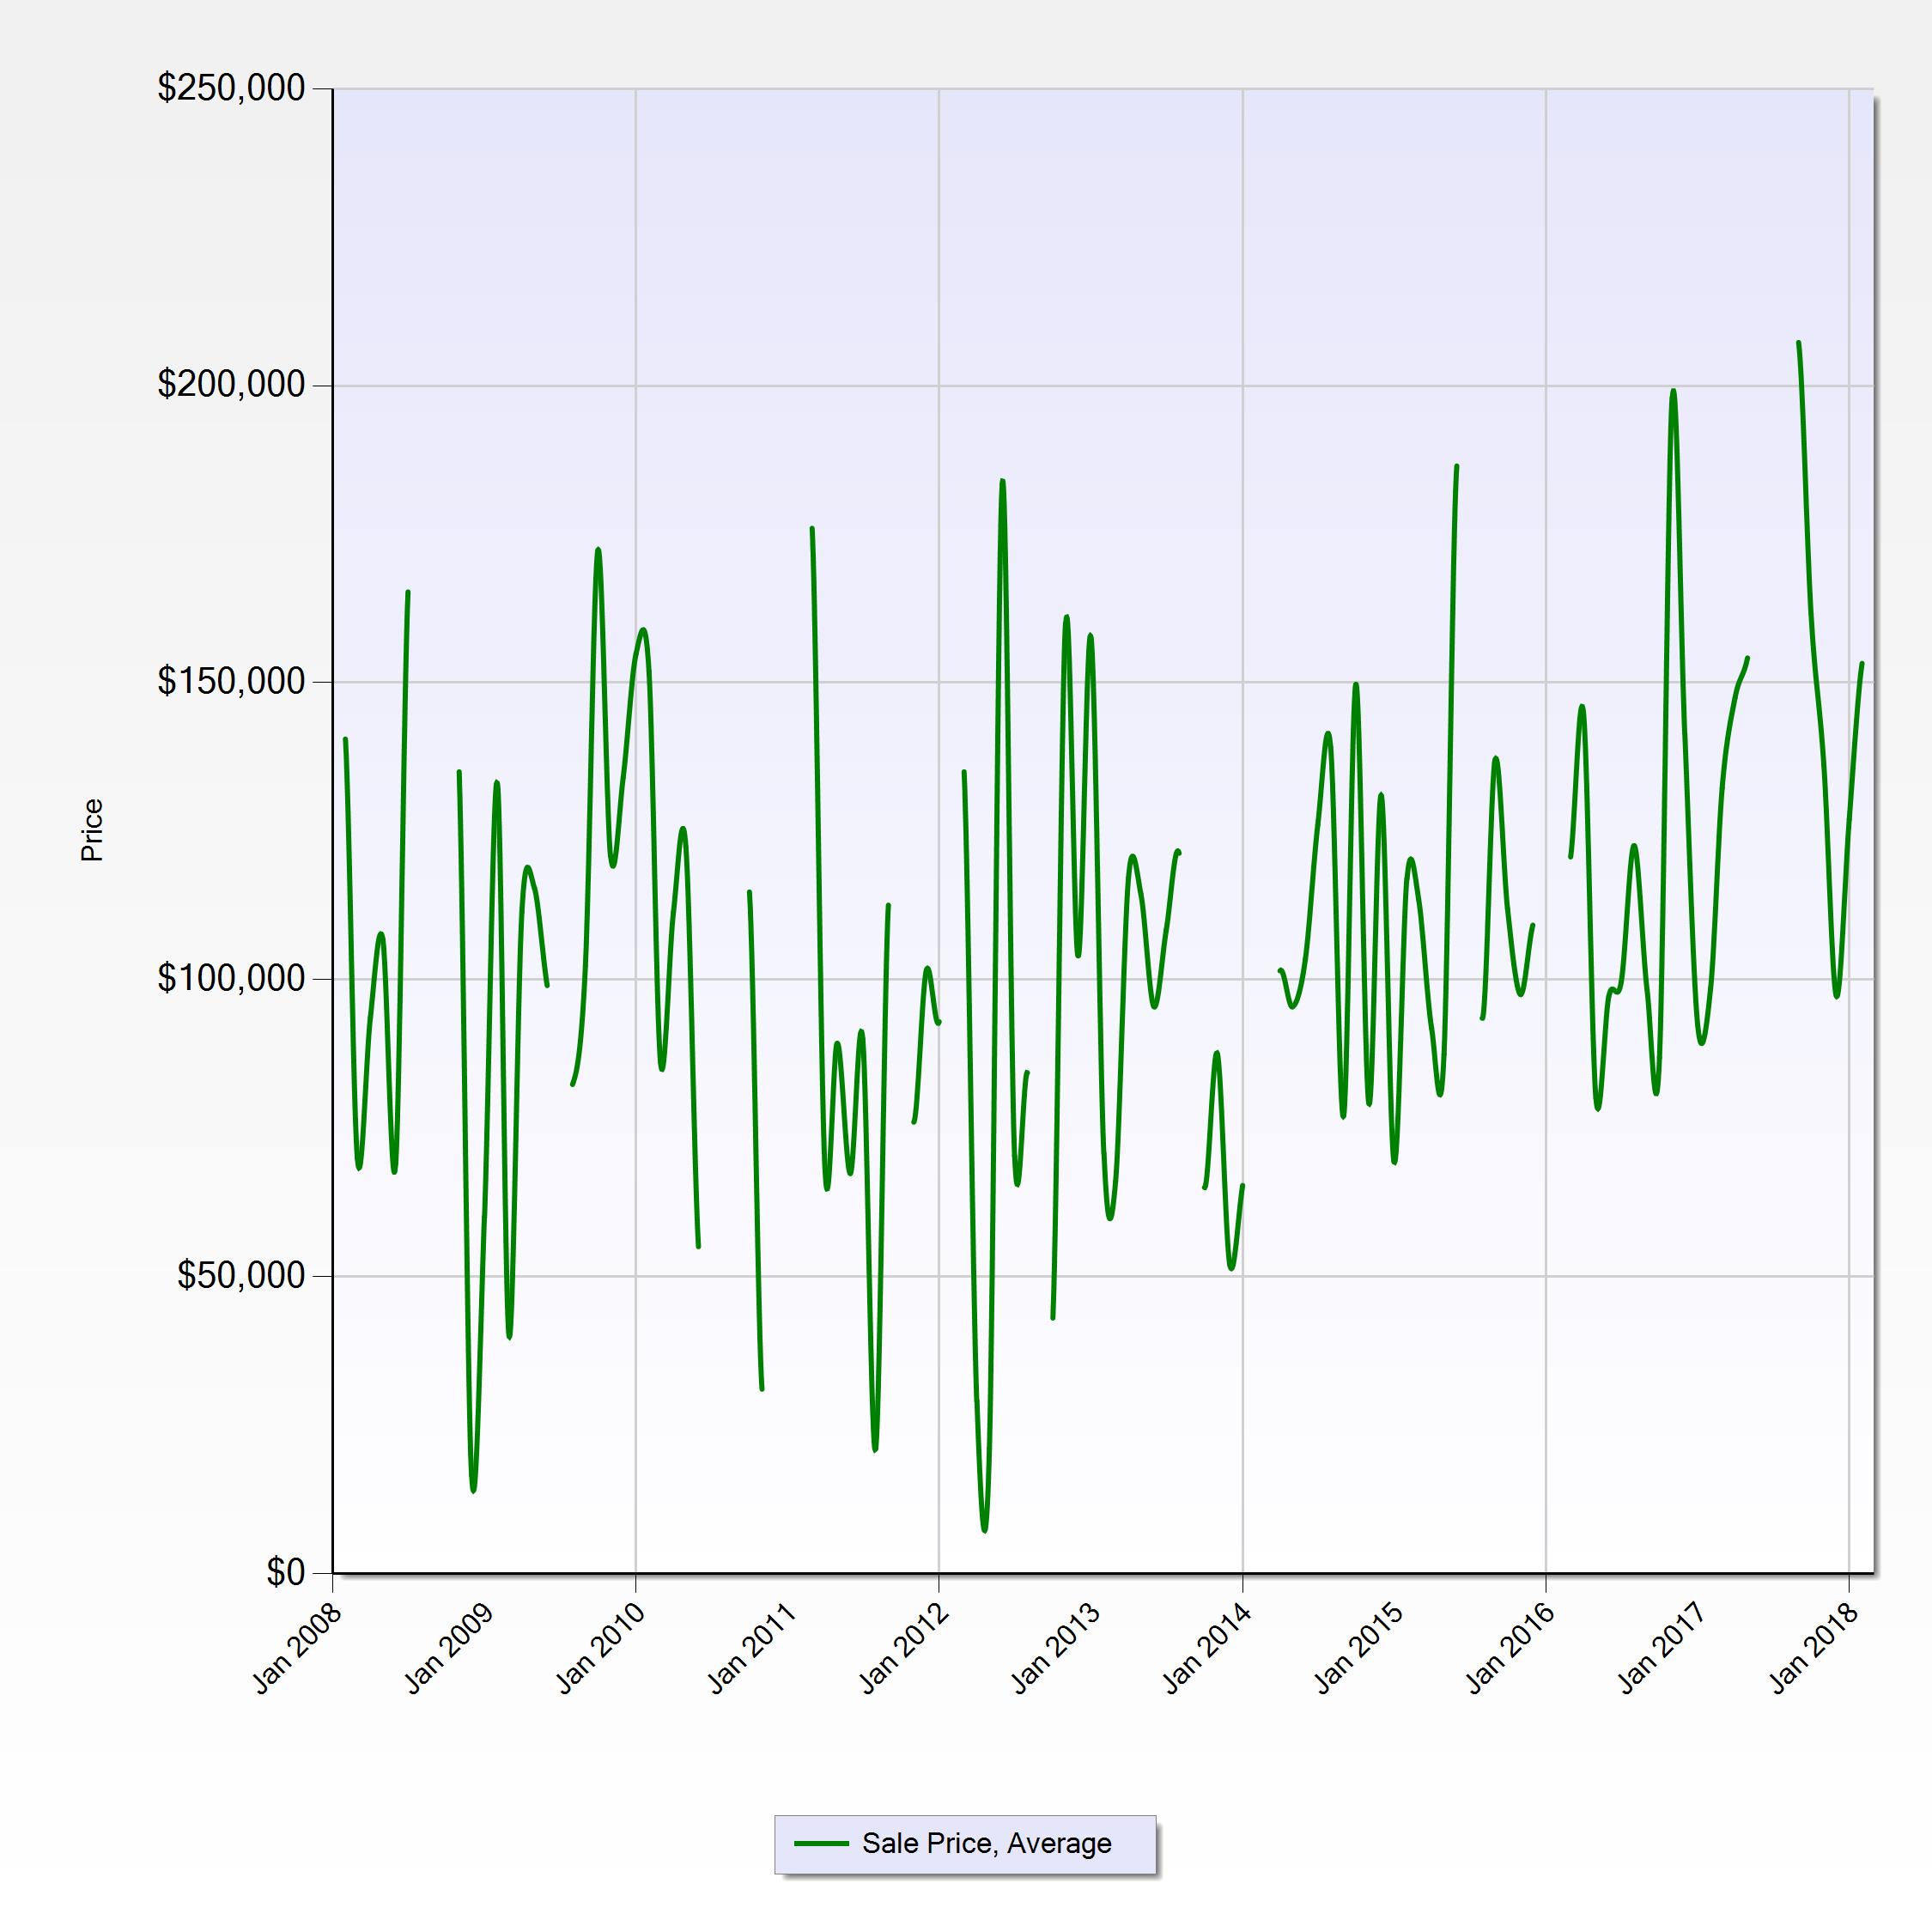 $250,000
$200,000
$150,000
$100,000
$50,000
$0
Price
Jan 2008
Jan 2009
Jan 2010
Jan 2011
Jan 2012
Jan 2013
Jan 2014
Jan 2015
Jan 2016
Jan 2017
Jan 2018
Sale Price, Average